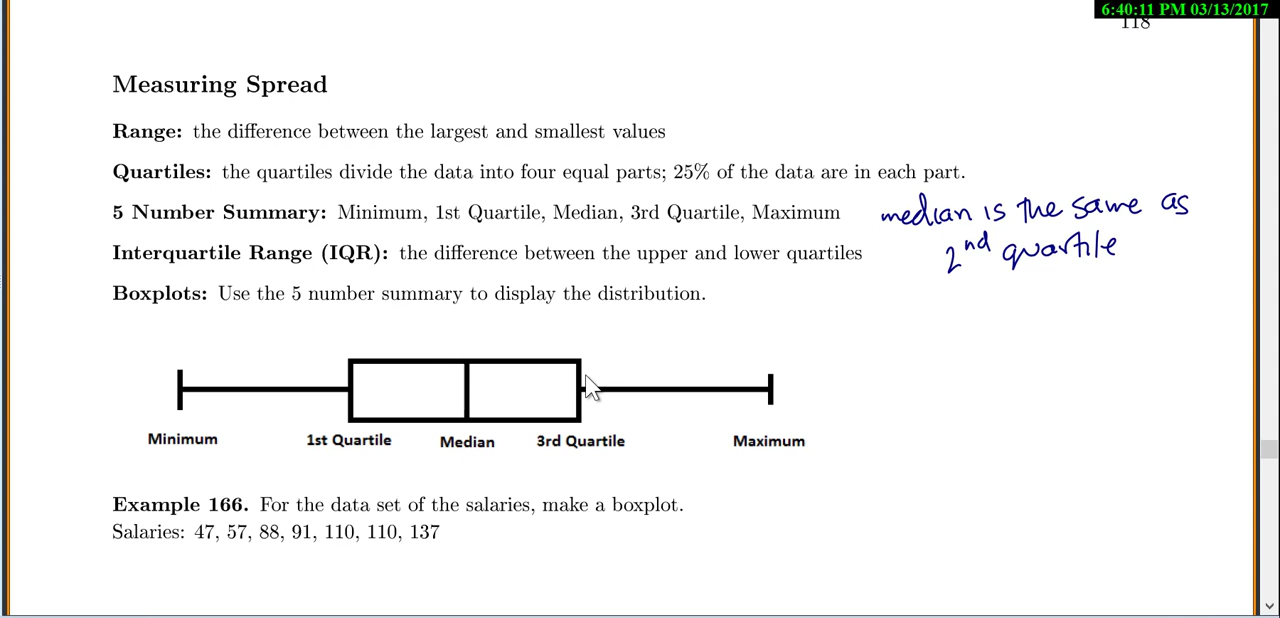 6:40:11 PM 03/13/2017
118
Measuring Spread
Range: the difference between the largest and smallest values
Quartiles: the quartiles divide the data into four equal parts; 25% of the data are in each part.
5 Number Summary: Minimum, 1st Quartile, Median, 3rd Quartile, Maximum
median is the same as
2nd quartile
Interquartile Range (IQR): the difference between the upper and lower quartiles
Boxplots: Use the 5 number summary to display the distribution.
Minimum 1st Quartile Median 3rd Quartile Maximum
Example 166. For the data set of the salaries, make a boxplot.
Salaries: 47, 57, 88, 91, 110, 110, 137